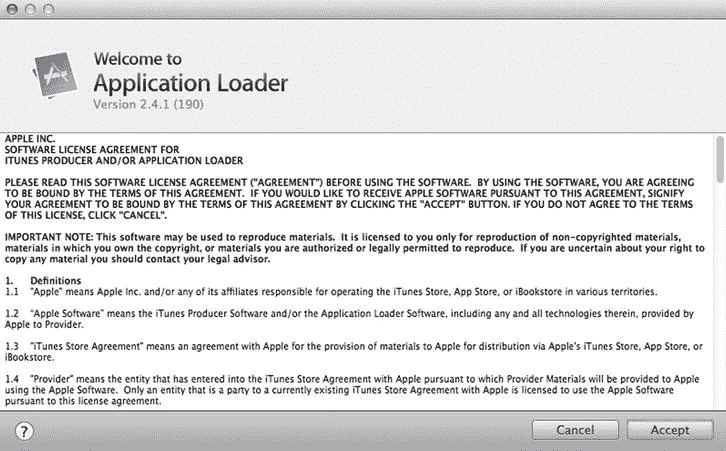 Welcome to
Application Loader
Version 2.4.1 (190)
APPLE INC.
SOFTWARE LICENSE AGREEMENT FOR
ITUNES PRODUCER AND/OR APPLICATION LOADER
PLEASE READ THIS SOFTWARE LICENSE AGREEMENT ("AGREEMENT") BEFORE USING THE SOFTWARE.  BY USING THE SOFTWARE, YOU ARE AGREEING
TO BE BOUND BY THE TERMS OF THIS AGREEMENT.  IF YOU WOULD LIKE TO RECEIVE APPLE SOFTWARE PURSUANT TO THIS AGREEMENT, SIGNIFY
YOUR AGREEMENT TO BE BOUND BY THE TERMS OF THIS AGREEMENT BY CLICKING THE "ACCEPT" BUTTON. IF YOU DO NOT AGREE TO THE TERMS
OF THIS LICENSE, CLICK "CANCEL".
IMPORTANT NOTE: This software may be used to reproduce materials.  It is licensed to you only for reproduction of non-copyrighted materials,
materials in which you own the copyright, or materials you are authorized or legally permitted to reproduce.  If you are uncertain about your right to
copy any material you should contact your legal advisor.
1.    Definitions
1.1   "Apple" means Apple Inc. and/or any of its affiliates responsible for operating the iTunes Store, App Store, or iBookstore in various territories.
1.2   "Apple Software" means the iTunes Producer Software and/or the Application Loader Software, including any and all technologies therein, provided by
Apple to Provider.
1.3   "iTunes Store Agreement" means an agreement with Apple for the provision of materials to Apple for distribution via Apple's iTunes Store, App Store, or
iBookstore.
1.4   "Provider" means the entity that has entered into the iTunes Store Agreement with Apple pursuant to which Provider Materials will be provided to Apple
using the Apple Software.  Only an entity that is a party to a currently existing iTunes Store Agreement with Apple is licensed to use the Apple Software
pursuant to this license agreement.
?
Cancel
Accept